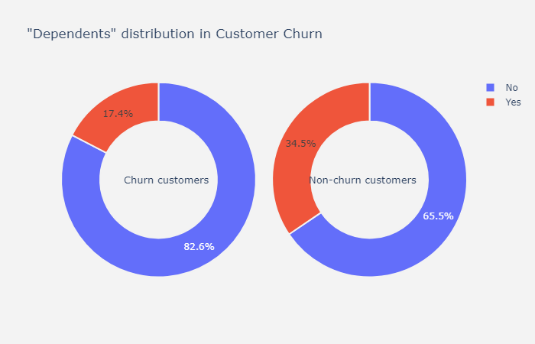 "Dependents" distribution in Customer Churn
No
Yes
17.4%
34.5%
Churn customers
Non-churn customers
65.5%
82.6%